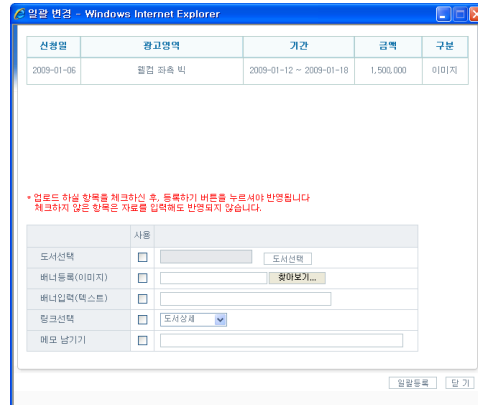 일괄 변경 - Windows Internet Explorer
신청일 광고영역 기간 금액 구분
2009-01-06 웰컴 좌측 빅 2009-01-12 ~ 2009-01-18 1,500,000 이미지
* 업로드 하실 항목을 체크하신 후, 등록하기 버튼을 누르셔야 반영됩니다
체크하지 않은 항목은 자료를 입력해도 반영되지 않습니다.
사용
도서선택 도서선택
배너등록(이미지) 찾아보기...
배너입력(텍스트)
링크선택 도서상세
메모 남기기
일괄등록 닫 기